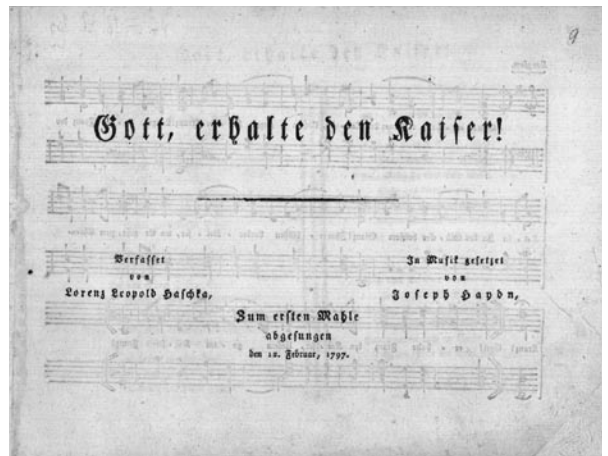 9
Gott, erhalte den Kaiser!
Verfasset
von
Lorenz Leopold Haschka,
In Musik gesetzet
von
Joseph Haydn,
Zum ersten Mahle
abgesungen
den 12. Februar, 1797.